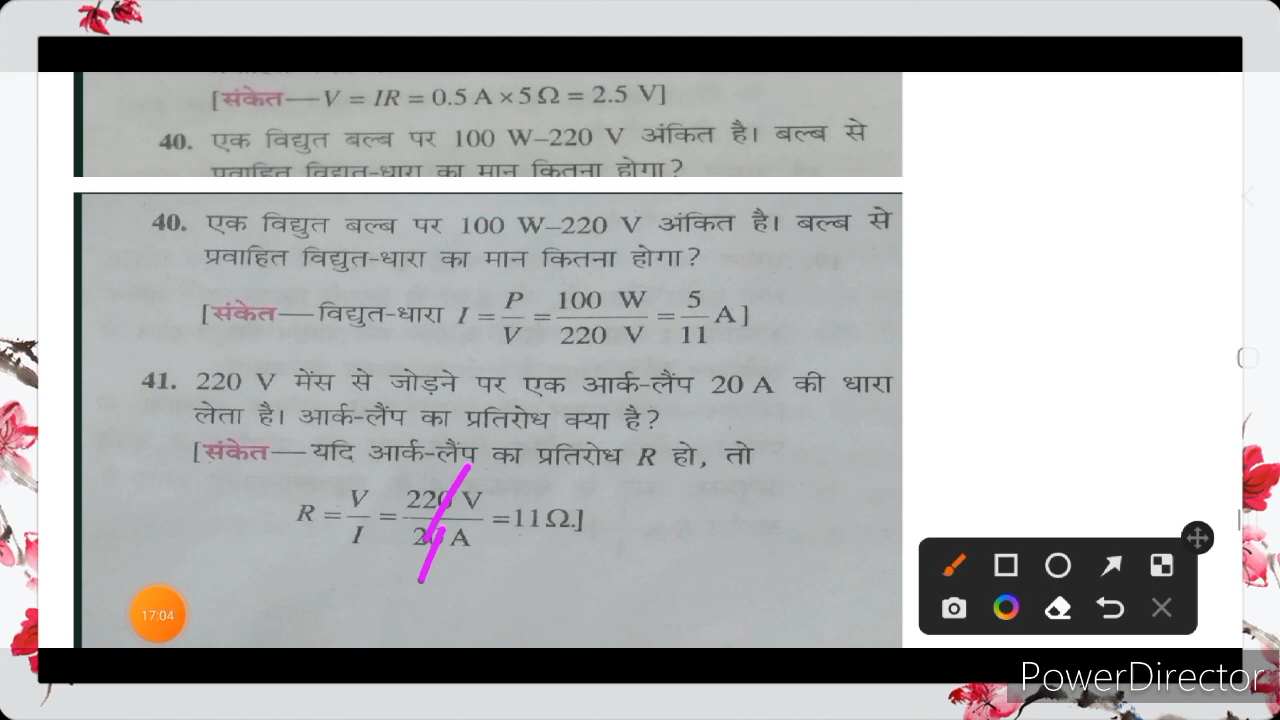 [संकेत—V = IR = 0.5 A × 5 Ω = 2.5 V]
40. एक विद्युत बल्ब पर 100 W–220 V अंकित है। बल्ब से
प्रवाहित विद्युत-धारा का मान कितना होगा?
40. एक विद्युत बल्ब पर 100 W–220 V अंकित है। बल्ब से
प्रवाहित विद्युत-धारा का मान कितना होगा?
[संकेत— विद्युत-धारा I = P/V = 100 W/220 V = 5/11 A]
41. 220 V मेंस से जोड़ने पर एक आर्क-लैंप 20 A की धारा
लेता है। आर्क-लैंप का प्रतिरोध क्या है?
[संकेत— यदि आर्क-लैंप का प्रतिरोध R हो, तो
R = V/I = 220 V/20 A = 11 Ω.]
17:04
PowerDirector